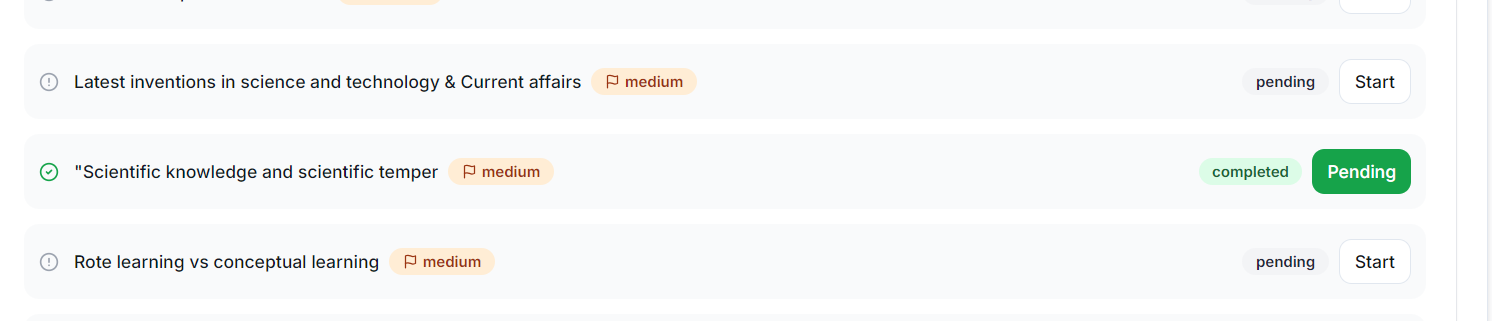 Start
Latest inventions in science and technology & Current affairs medium pending Start
"Scientific knowledge and scientific temper medium completed Pending
Rote learning vs conceptual learning medium pending Start